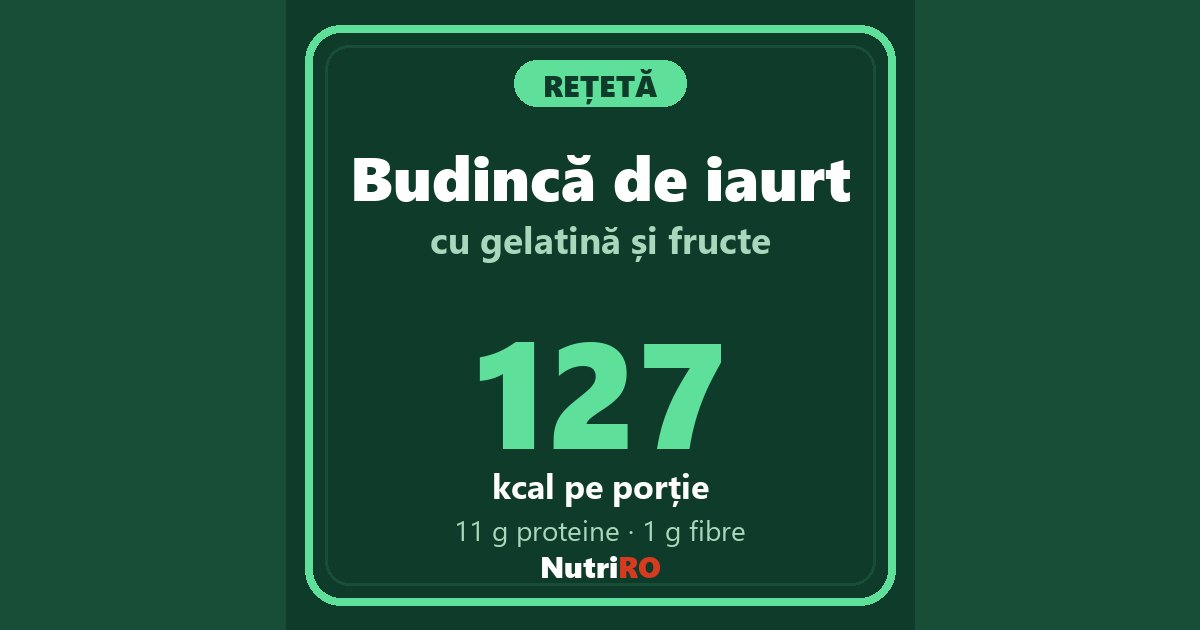 REȚETĂ
Budincă de iaurt
cu gelatină și fructe
127
kcal pe porție
11 g proteine · 1 g fibre
NutriRO